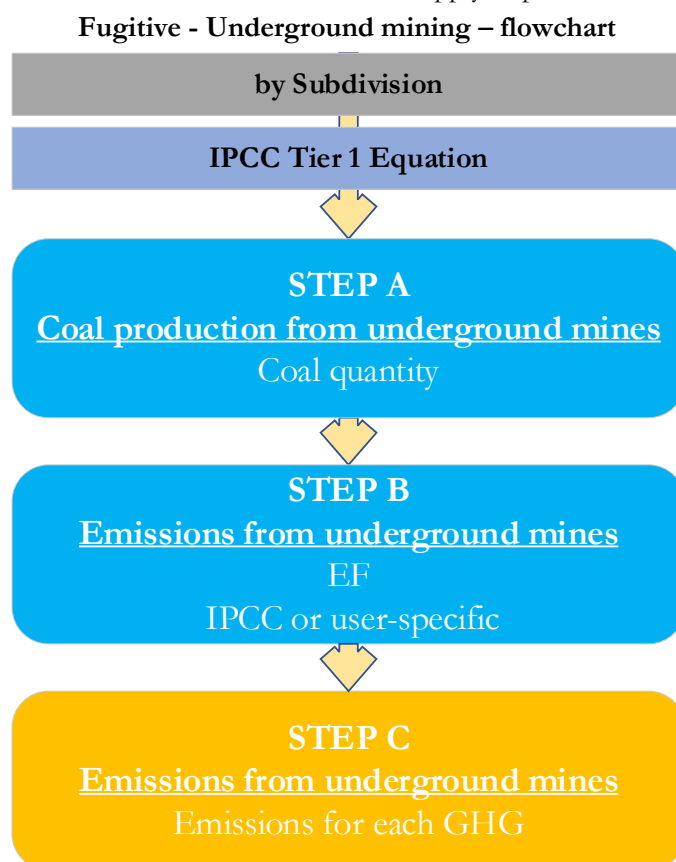 Fugitive - Underground mining – flowchart
by Subdivision
IPCC Tier 1 Equation
STEP A
Coal production from underground mines
Coal quantity
STEP B
Emissions from underground mines
EF
IPCC or user-specific
STEP C
Emissions from underground mines
Emissions for each GHG